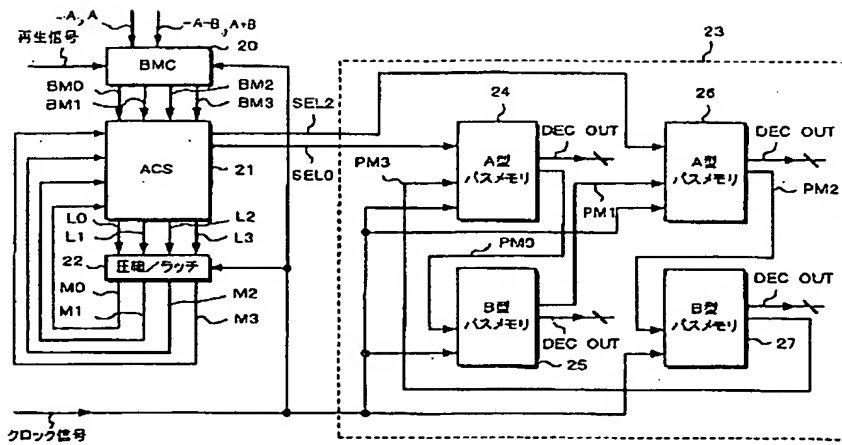 -A, A
-A-B, A+B
再生信号
20
BMC
BM0
BM1
BM2
BM3
SEL2
SEL0
ACS
21
L0
L1
L2
L3
22
圧縮/ラッチ
M0
M1
M2
M3
クロック信号
23
24
A型
パスメモリ
DEC OUT
PM3
PM0
PM1
26
A型
パスメモリ
DEC OUT
PM2
B型
パスメモリ
DEC OUT
25
B型
パスメモリ
DEC OUT
27